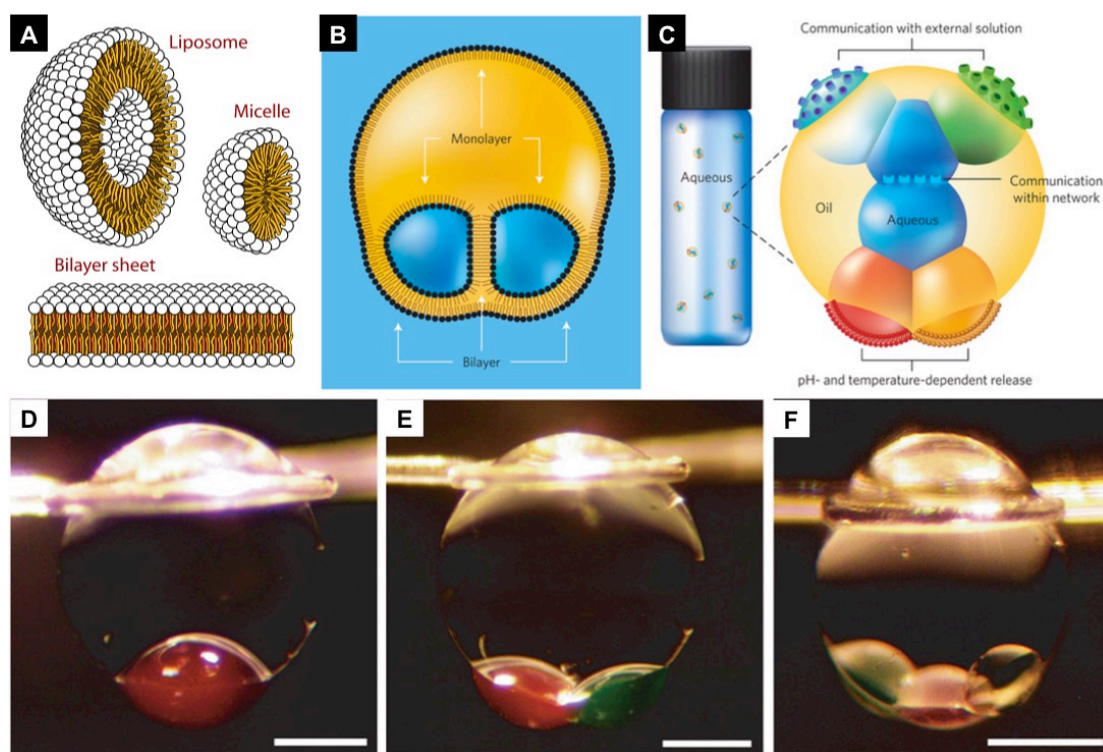 A
Liposome
Micelle
Bilayer sheet
B
Monolayer
Bilayer
C
Communication with external solution
Aqueous
Oil
Aqueous
Communication
within network
pH- and temperature-dependent release
D
E
F